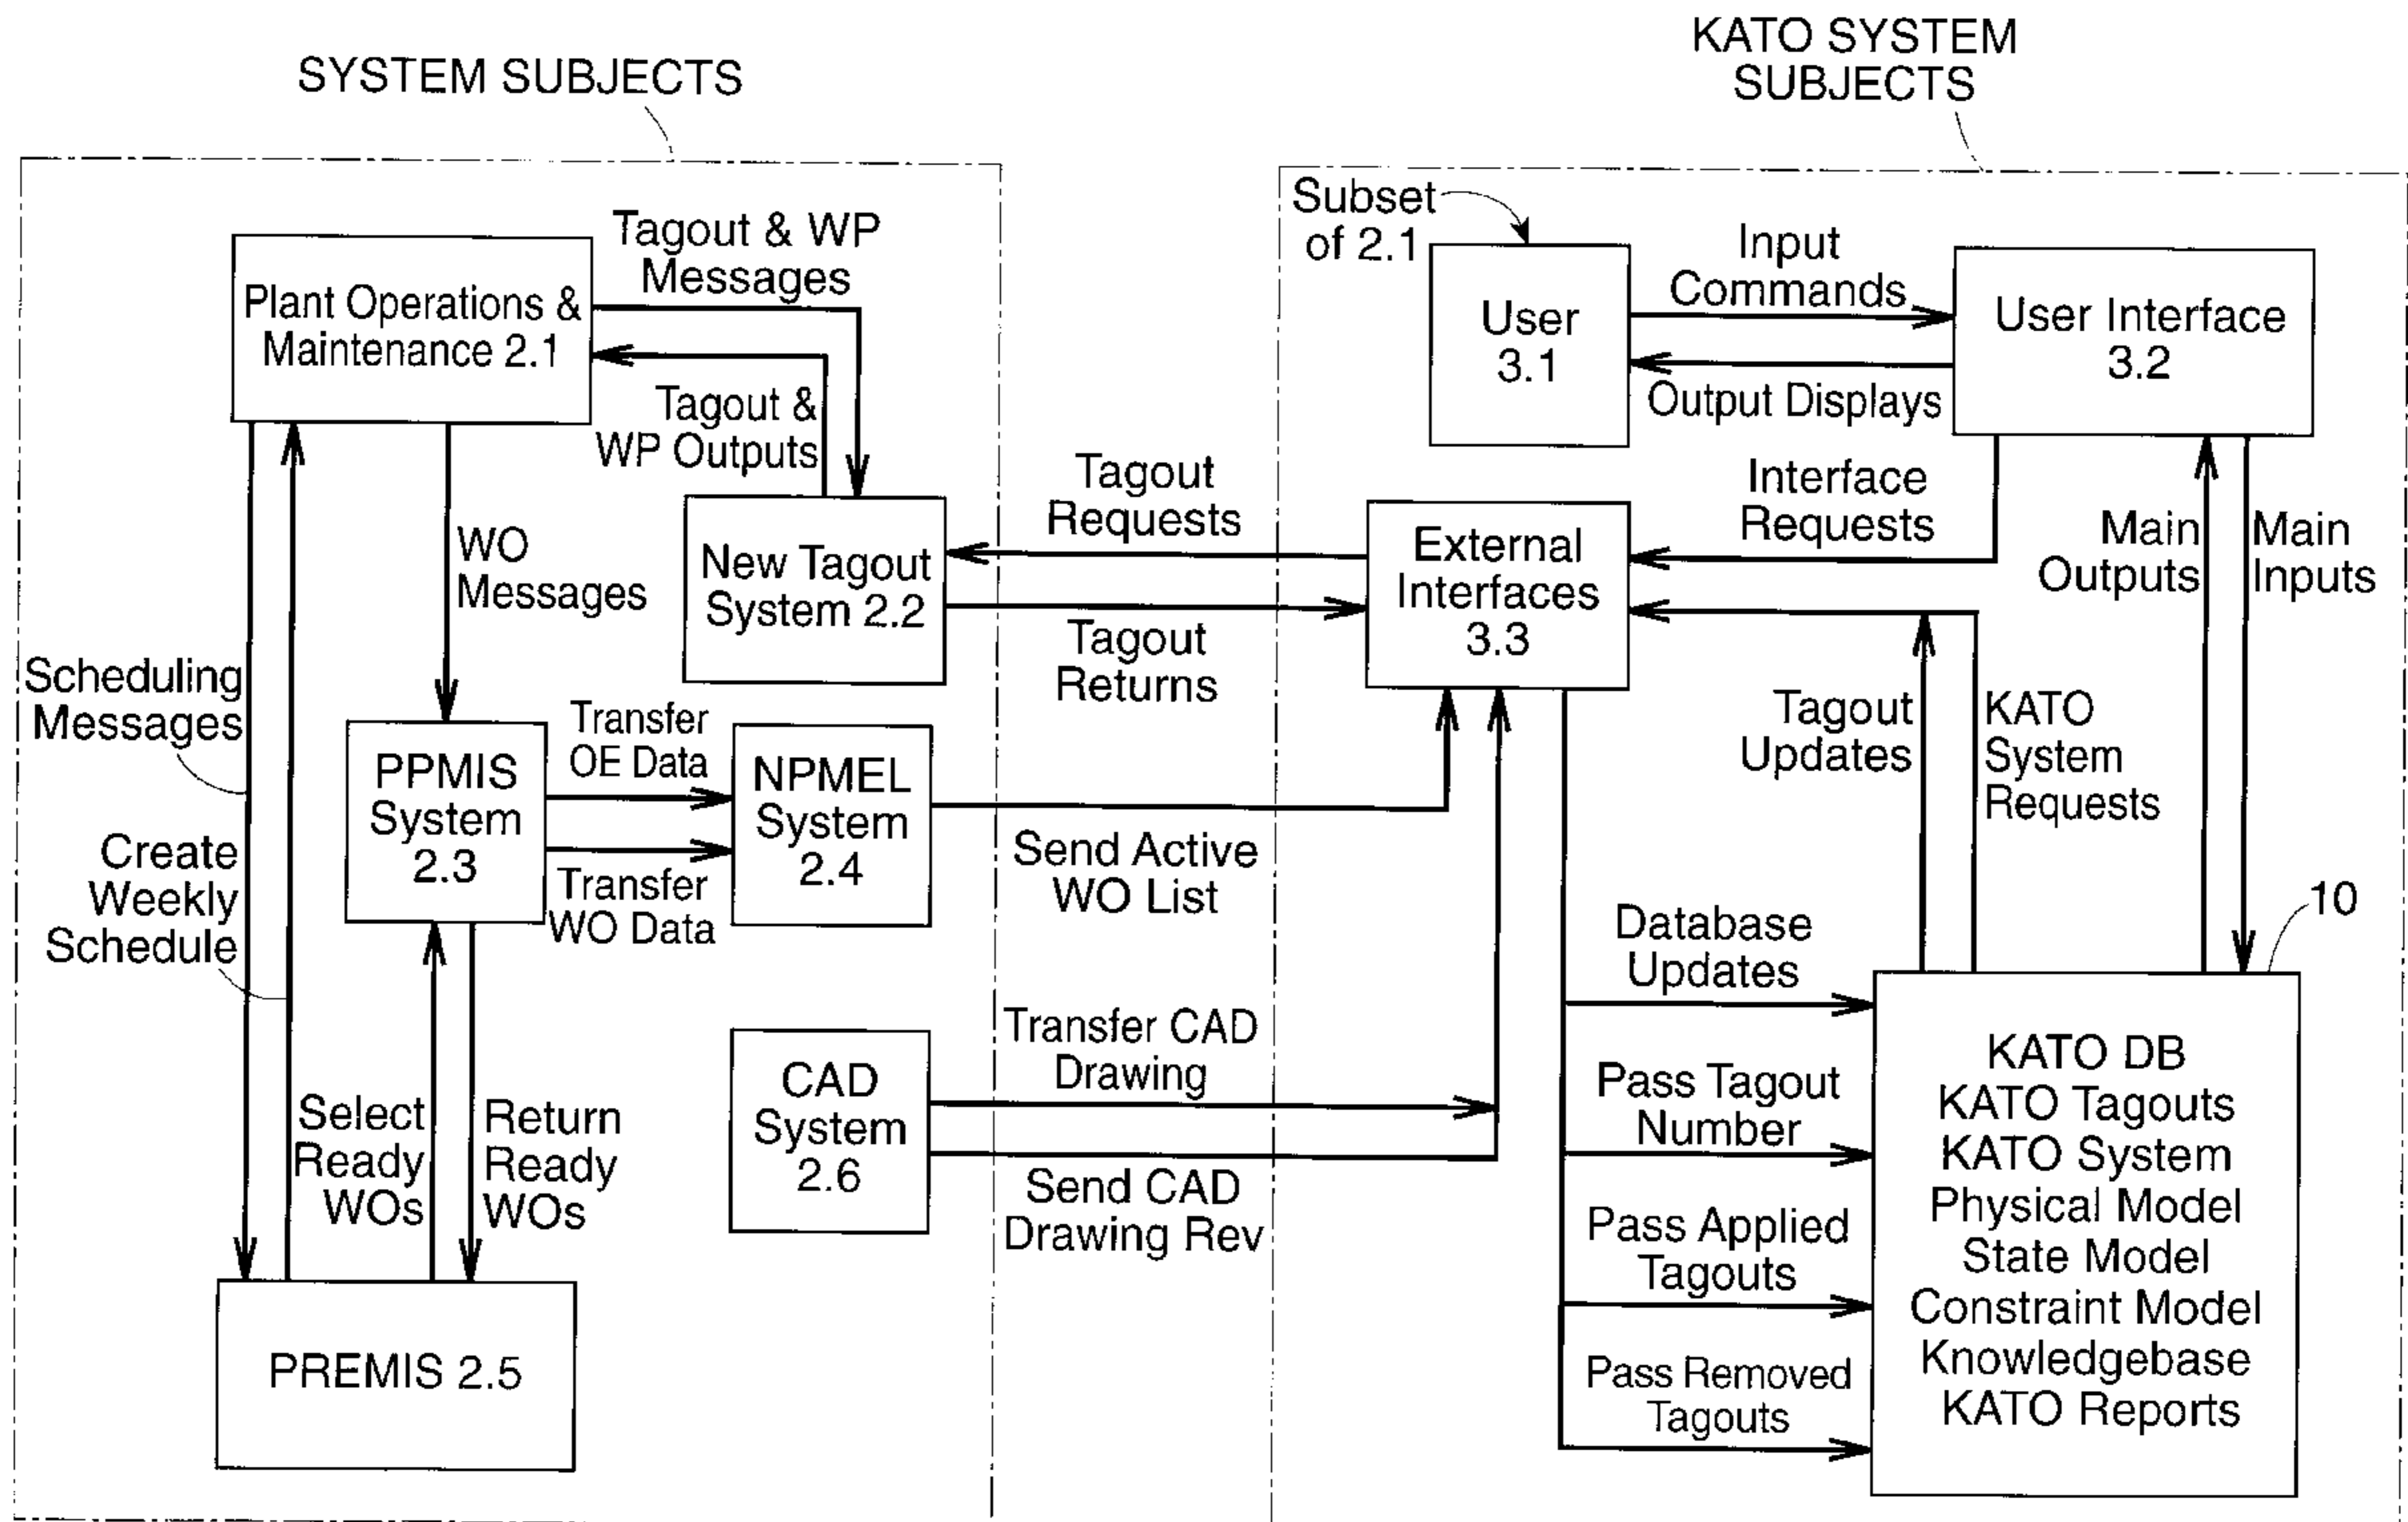 SYSTEM SUBJECTS
KATO SYSTEM
SUBJECTS
Plant Operations &
Maintenance 2.1
Tagout & WP
Messages
Tagout &
WP Outputs
New Tagout
System 2.2
WO
Messages
Scheduling
Messages
Create
Weekly
Schedule
PPMIS
System
2.3
Transfer
OE Data
Transfer
WO Data
NPMEL
System
2.4
Select
Ready
WOs
Return
Ready
WOs
PREMIS 2.5
CAD
System
2.6
Tagout
Requests
Tagout
Returns
Send Active
WO List
Transfer CAD
Drawing
Send CAD
Drawing Rev
Subset
of 2.1
User
3.1
Input
Commands
Output Displays
User Interface
3.2
External
Interfaces
3.3
Interface
Requests
Main
Outputs
Main
Inputs
Tagout
Updates
KATO
System
Requests
Database
Updates
Pass Tagout
Number
Pass Applied
Tagouts
Pass Removed
Tagouts
10
KATO DB
KATO Tagouts
KATO System
Physical Model
State Model
Constraint Model
Knowledgebase
KATO Reports